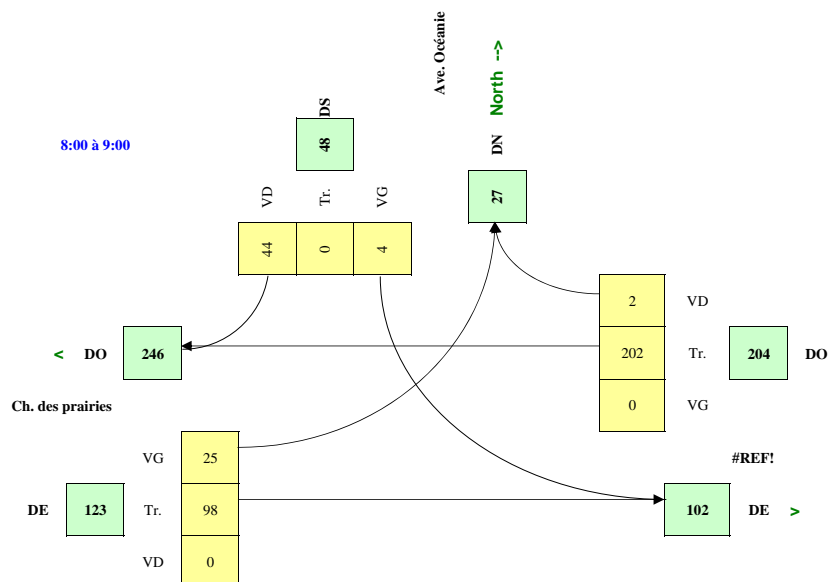 Ave. Océanie
North -->
DS
8:00 à 9:00
48
DN
27
VD
Tr.
VG
44
0
4
2 VD
< DO 246
202 Tr. 204 DO
0 VG
Ch. des prairies
VG 25
#REF!
DE 123 Tr. 98
102 DE >
VD 0